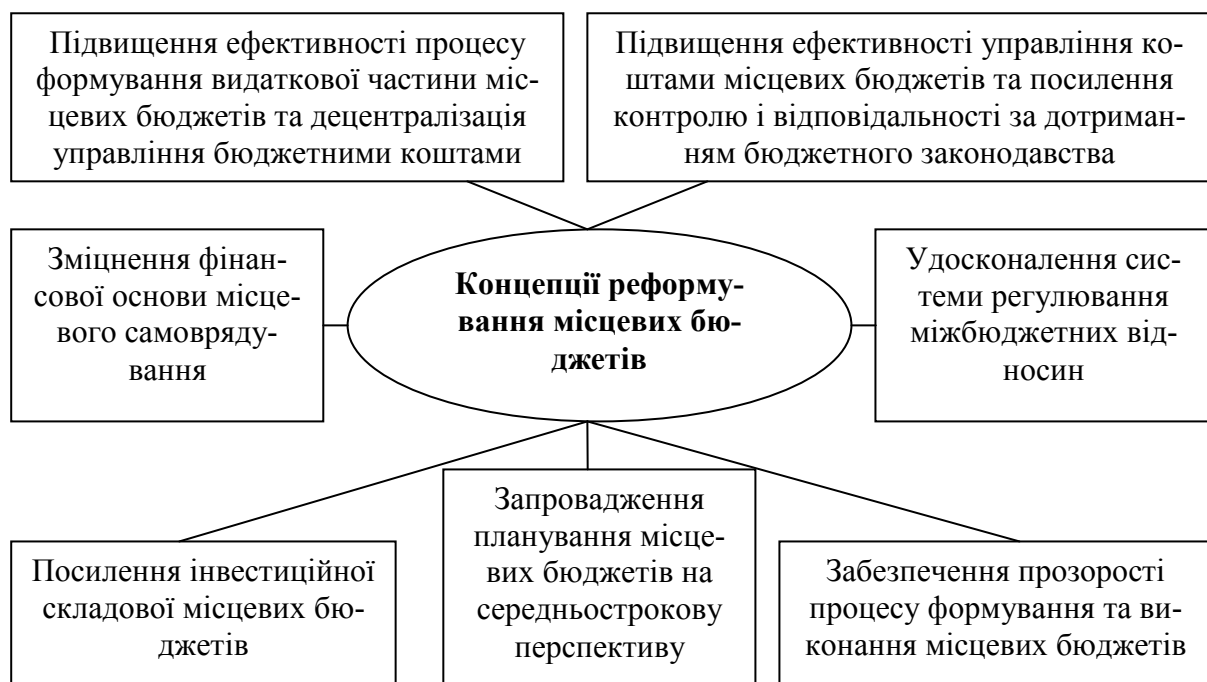 Підвищення ефективності процесу
формування видаткової частини міс-
цевих бюджетів та децентралізація
управління бюджетними коштами
Підвищення ефективності управління ко-
штами місцевих бюджетів та посилення
контролю і відповідальності за дотриман-
ням бюджетного законодавства
Зміцнення фінан-
сової основи місце-
вого самовряду-
вання
Концепції реформу-
вання місцевих бю-
джетів
Удосконалення сис-
теми регулювання
міжбюджетних від-
носин
Посилення інвестиційної
складової місцевих бю-
джетів
Запровадження
планування місце-
вих бюджетів на
середньострокову
перспективу
Забезпечення прозорості
процесу формування та ви-
конання місцевих бюджетів